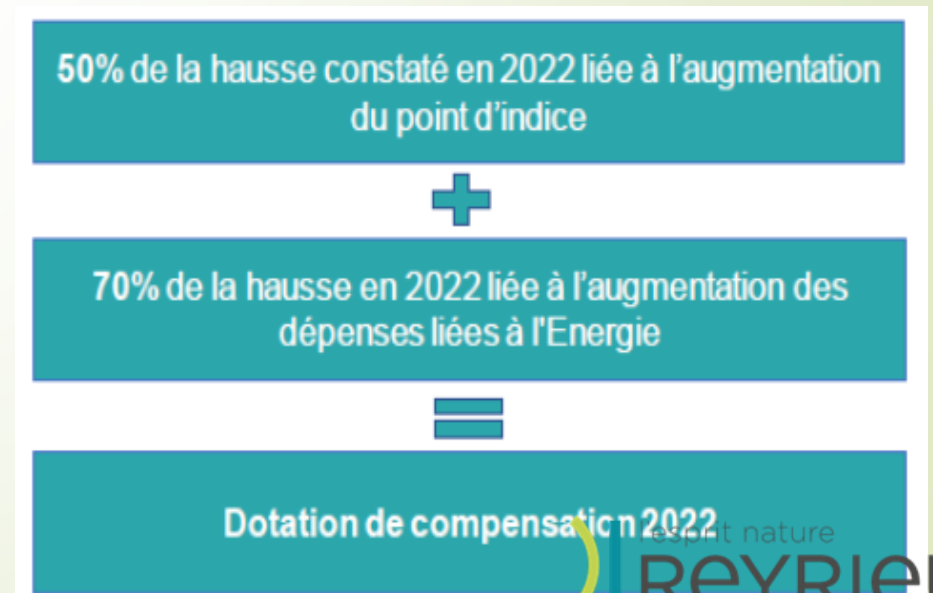 50% de la hausse constaté en 2022 liée à l'augmentation
du point d'indice
70% de la hausse en 2022 liée à l'augmentation des
dépenses liées à l'Energie
Dotation de compensation 2022
l'esprit nature